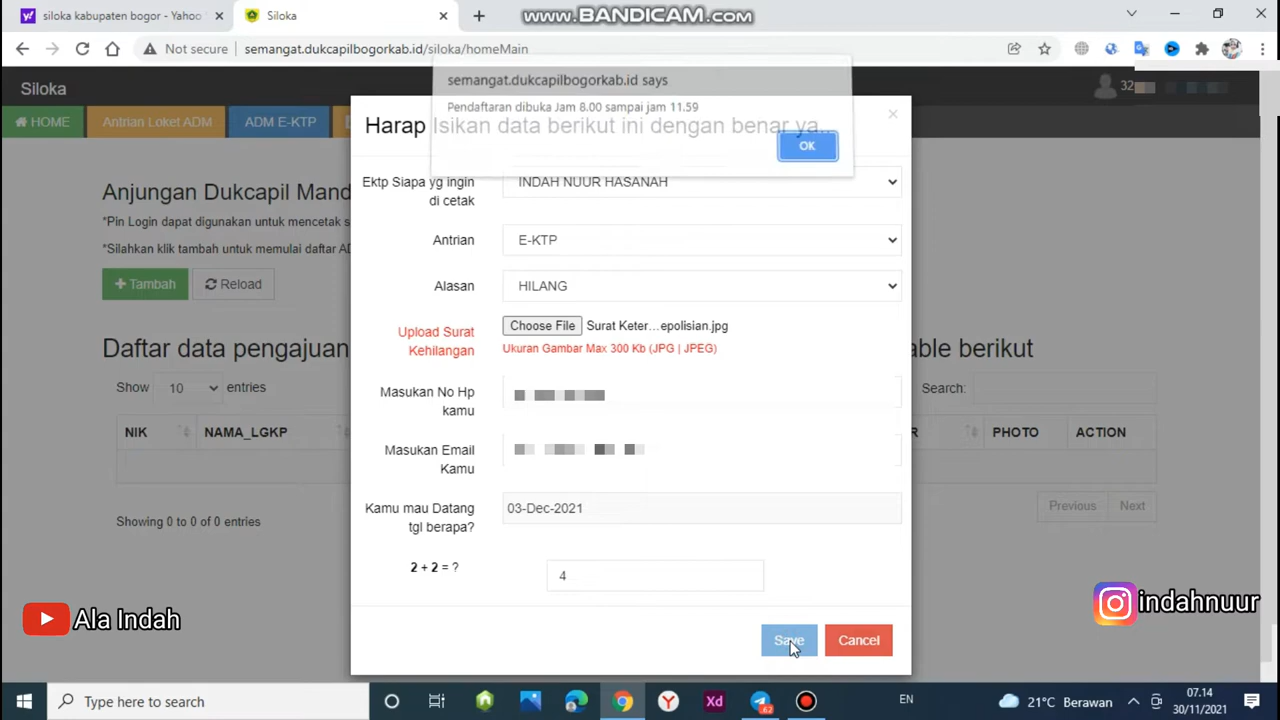 siloka kabupaten bogor - Yahoo
Siloka
www.BANDICAM.com
Not secure
semangat.dukcapilbogorkab.id/siloka/homeMain
Siloka
32
semangat.dukcapilbogorkab.id says
Pendaftaran dibuka Jam 8.00 sampai jam 11.59
OK
HOME
Antrian Loket ADM
ADM E-KTP
Harap Isikan data berikut ini dengan benar ya...
Anjungan Dukcapil Mand
*Pin Login dapat digunakan untuk mencetak s
*Silahkan klik tambah untuk memulai daftar AD
Tambah
Reload
Ektp Siapa yg ingin
di cetak
INDAH NUUR HASANAH
Antrian
E-KTP
Alasan
HILANG
Upload Surat
Kehilangan
Choose File
Surat Keter...epolisian.jpg
Ukuran Gambar Max 300 Kb (JPG | JPEG)
Masukan No Hp
kamu
Masukan Email
Kamu
Kamu mau Datang
tgl berapa?
03-Dec-2021
2 + 2 = ?
4
Save
Cancel
Daftar data pengajuan
able berikut
Show 10 entries
Search:
NIK
NAMA_LGKP
R
PHOTO
ACTION
Showing 0 to 0 of 0 entries
Previous
Next
Ala Indah
indahnuur
Type here to search
Xd
62
EN
21°C Berawan
07.14
30/11/2021